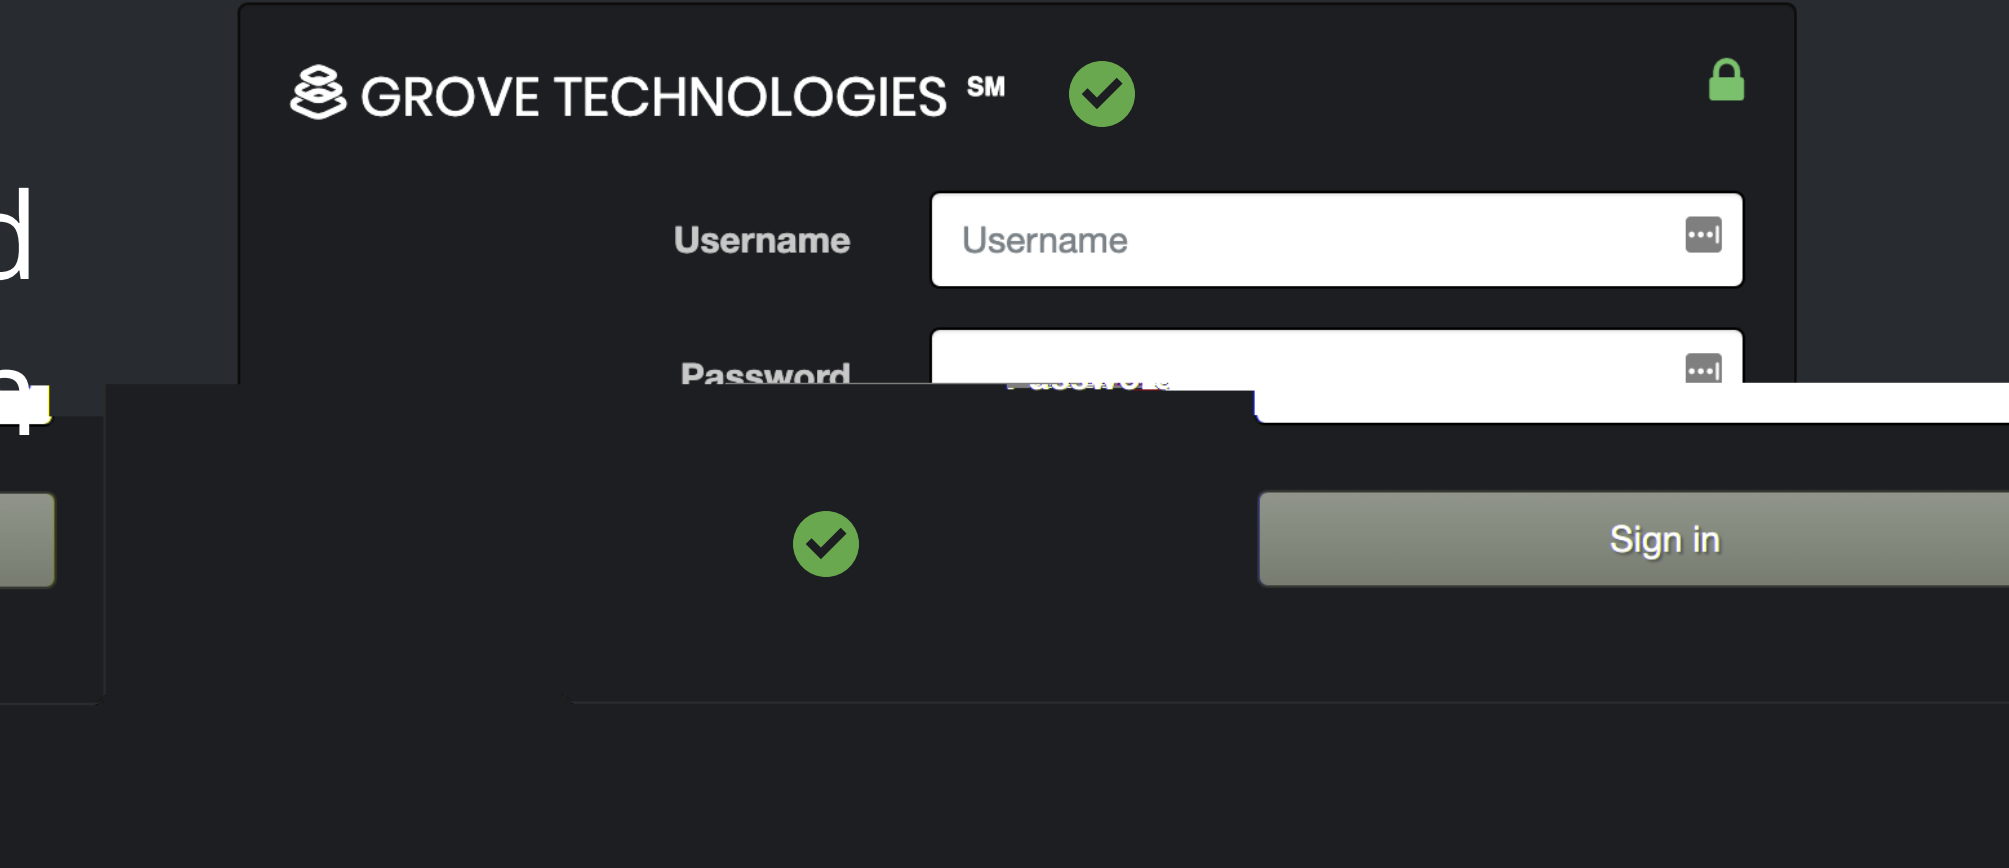 GROVE TECHNOLOGIES ℠
d
Username
Username
Password
Sign in